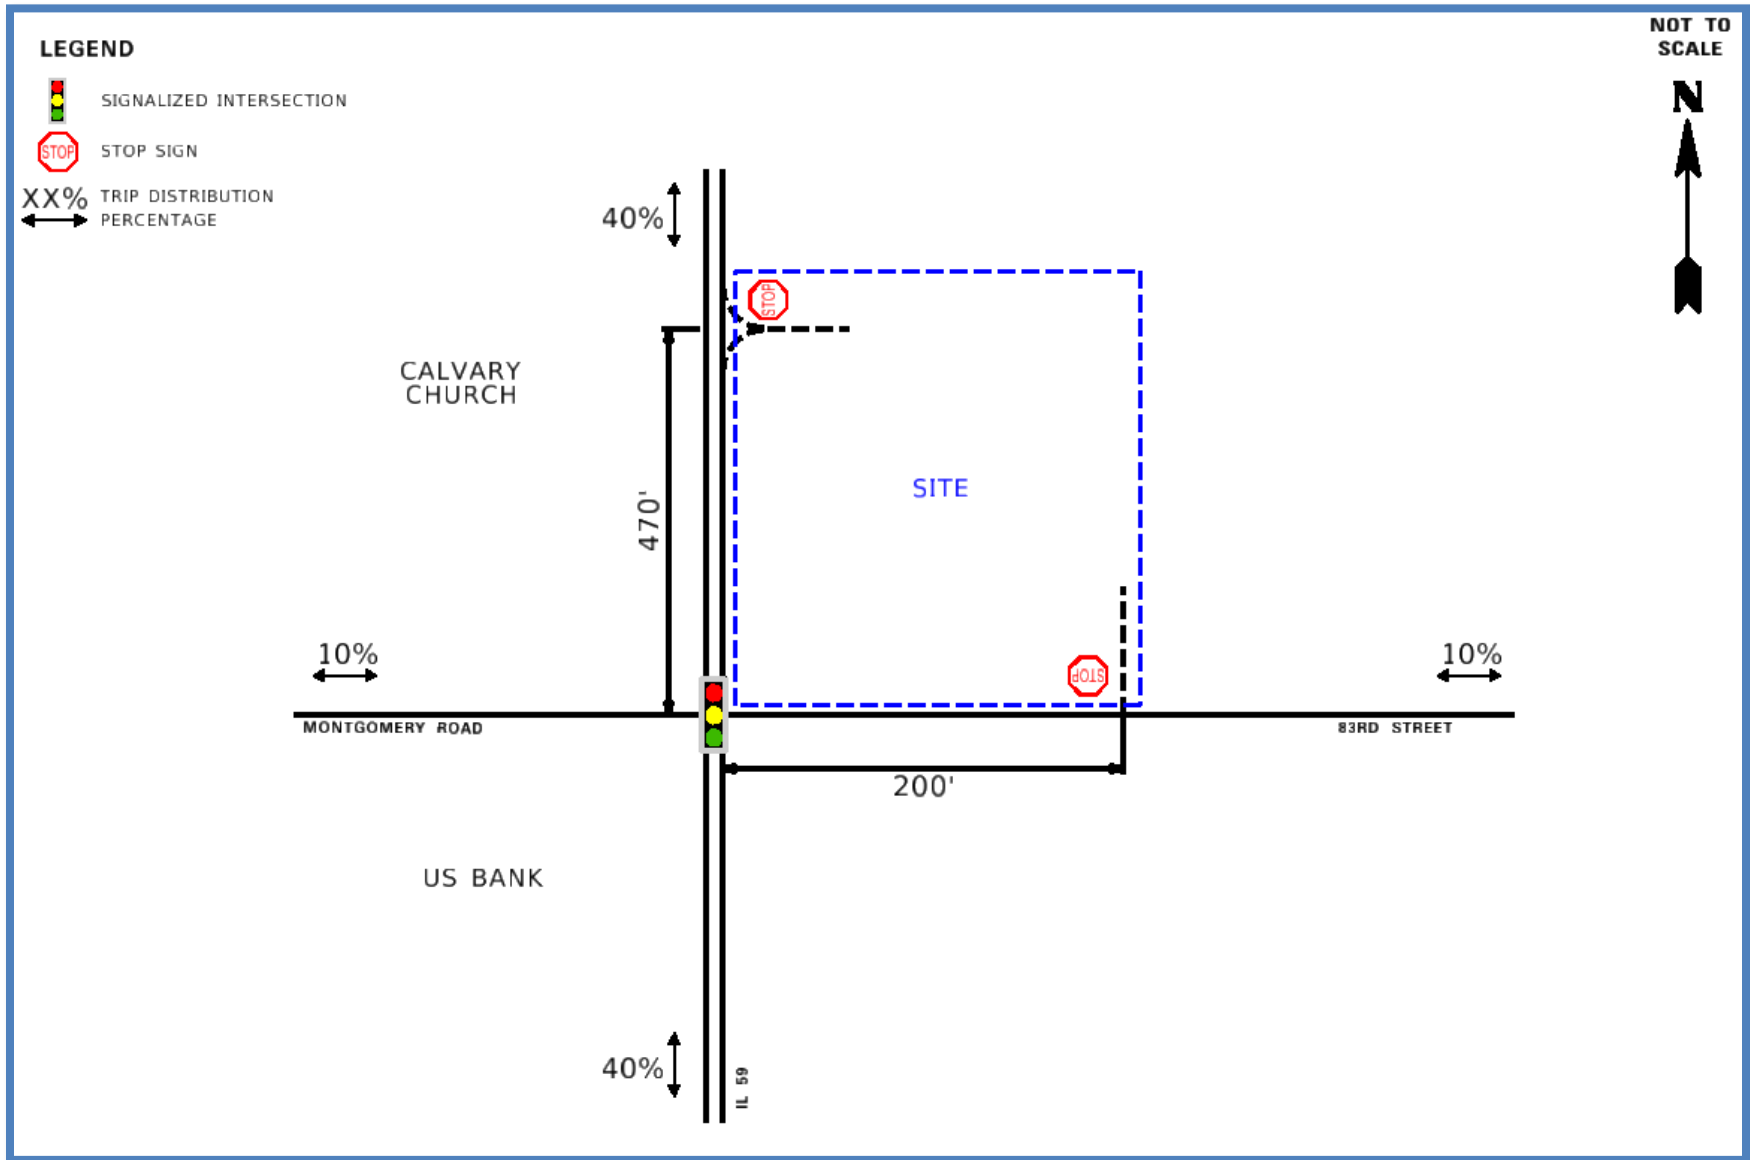 LEGEND
SIGNALIZED INTERSECTION
STOP
STOP SIGN
XX%
TRIP DISTRIBUTION
PERCENTAGE
NOT TO
SCALE
N
40%
STOP
CALVARY
CHURCH
470'
SITE
10%
10%
STOP
MONTGOMERY ROAD
83RD STREET
200'
US BANK
40%
IL 59